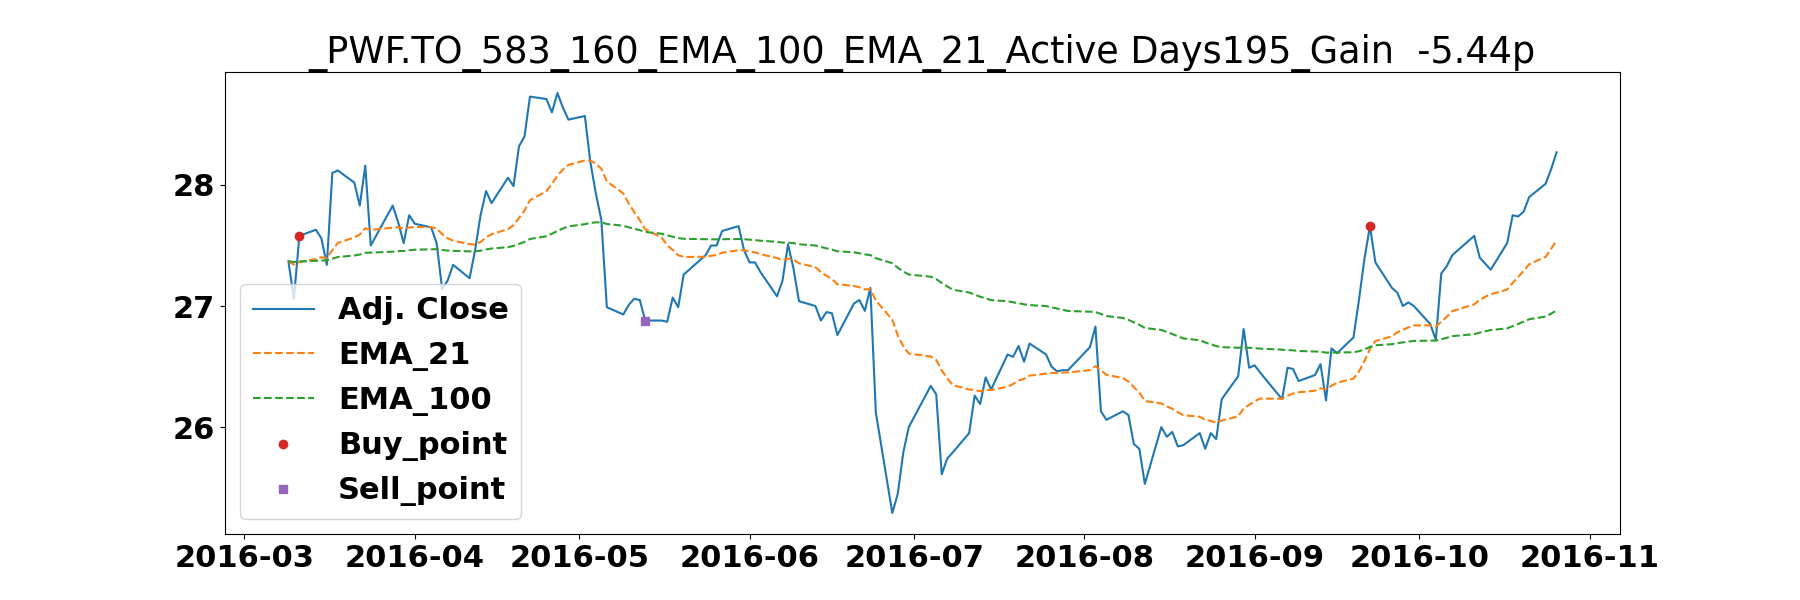 _PWF.TO_583_160_EMA_100_EMA_21_Active Days195_Gain  -5.44p
28
27
26
Adj. Close
EMA_21
EMA_100
Buy_point
Sell_point
2016-03 2016-04 2016-05 2016-06 2016-07 2016-08 2016-09 2016-10 2016-11